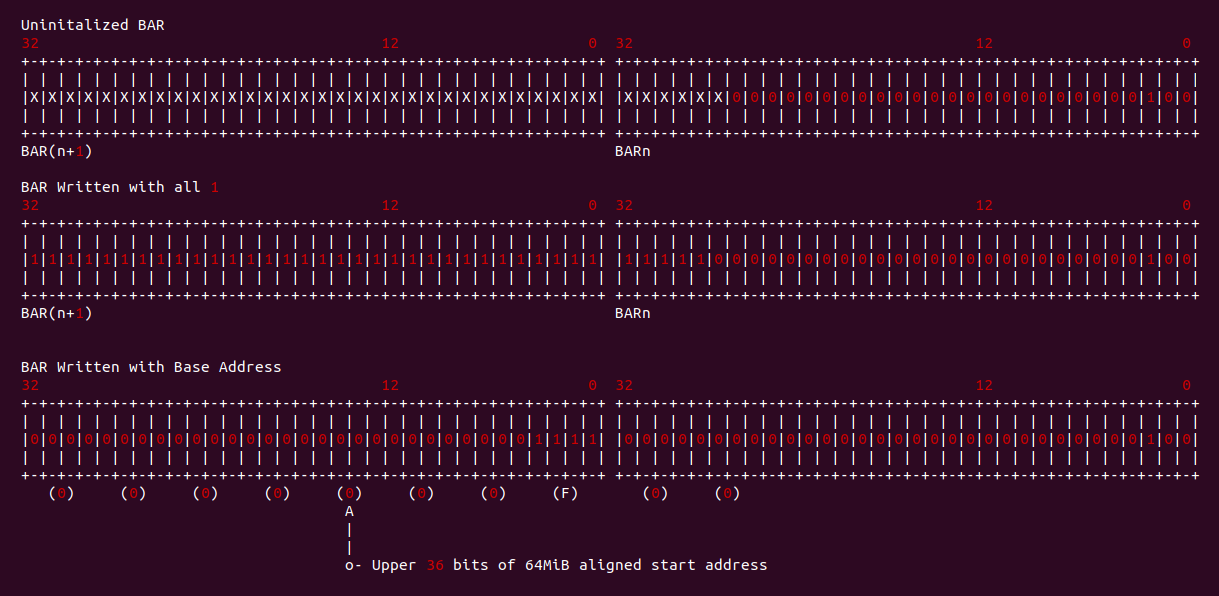 Uninitalized BAR
32                                      12                     0  32                                      12                     0
+-+-+-+-+-+-+-+-+-+-+-+-+-+-+-+-+-+-+-+-+-+-+-+-+-+-+-+-+-+-+-+-+ +-+-+-+-+-+-+-+-+-+-+-+-+-+-+-+-+-+-+-+-+-+-+-+-+-+-+-+-+-+-+-+-+
| | | | | | | | | | | | | | | | | | | | | | | | | | | | | | | | | | | | | | | | | | | | | | | | | | | | | | | | | | | | | | | | | |
|X|X|X|X|X|X|X|X|X|X|X|X|X|X|X|X|X|X|X|X|X|X|X|X|X|X|X|X|X|X|X|X| |X|X|X|X|X|X|0|0|0|0|0|0|0|0|0|0|0|0|0|0|0|0|0|0|0|0|0|0|0|1|0|0|
| | | | | | | | | | | | | | | | | | | | | | | | | | | | | | | | | | | | | | | | | | | | | | | | | | | | | | | | | | | | | | | | | |
+-+-+-+-+-+-+-+-+-+-+-+-+-+-+-+-+-+-+-+-+-+-+-+-+-+-+-+-+-+-+-+-+ +-+-+-+-+-+-+-+-+-+-+-+-+-+-+-+-+-+-+-+-+-+-+-+-+-+-+-+-+-+-+-+-+
BAR(n+1)                                                          BARn
BAR Written with all 1
32                                      12                     0  32                                      12                     0
+-+-+-+-+-+-+-+-+-+-+-+-+-+-+-+-+-+-+-+-+-+-+-+-+-+-+-+-+-+-+-+-+ +-+-+-+-+-+-+-+-+-+-+-+-+-+-+-+-+-+-+-+-+-+-+-+-+-+-+-+-+-+-+-+-+
| | | | | | | | | | | | | | | | | | | | | | | | | | | | | | | | | | | | | | | | | | | | | | | | | | | | | | | | | | | | | | | | | |
|1|1|1|1|1|1|1|1|1|1|1|1|1|1|1|1|1|1|1|1|1|1|1|1|1|1|1|1|1|1|1|1| |1|1|1|1|1|0|0|0|0|0|0|0|0|0|0|0|0|0|0|0|0|0|0|0|0|0|0|0|0|1|0|0|
| | | | | | | | | | | | | | | | | | | | | | | | | | | | | | | | | | | | | | | | | | | | | | | | | | | | | | | | | | | | | | | | | |
+-+-+-+-+-+-+-+-+-+-+-+-+-+-+-+-+-+-+-+-+-+-+-+-+-+-+-+-+-+-+-+-+ +-+-+-+-+-+-+-+-+-+-+-+-+-+-+-+-+-+-+-+-+-+-+-+-+-+-+-+-+-+-+-+-+
BAR(n+1)                                                          BARn
BAR Written with Base Address
32                                      12                     0  32                                      12                     0
+-+-+-+-+-+-+-+-+-+-+-+-+-+-+-+-+-+-+-+-+-+-+-+-+-+-+-+-+-+-+-+-+ +-+-+-+-+-+-+-+-+-+-+-+-+-+-+-+-+-+-+-+-+-+-+-+-+-+-+-+-+-+-+-+-+
| | | | | | | | | | | | | | | | | | | | | | | | | | | | | | | | | | | | | | | | | | | | | | | | | | | | | | | | | | | | | | | | | |
|0|0|0|0|0|0|0|0|0|0|0|0|0|0|0|0|0|0|0|0|0|0|0|0|0|0|0|0|1|1|1|1| |0|0|0|0|0|0|0|0|0|0|0|0|0|0|0|0|0|0|0|0|0|0|0|0|0|0|0|0|0|1|0|0|
| | | | | | | | | | | | | | | | | | | | | | | | | | | | | | | | | | | | | | | | | | | | | | | | | | | | | | | | | | | | | | | | | |
+-+-+-+-+-+-+-+-+-+-+-+-+-+-+-+-+-+-+-+-+-+-+-+-+-+-+-+-+-+-+-+-+ +-+-+-+-+-+-+-+-+-+-+-+-+-+-+-+-+-+-+-+-+-+-+-+-+-+-+-+-+-+-+-+-+
   (0)     (0)     (0)     (0)     (0)     (0)     (0)     (F)       (0)     (0)
                                    A
                                    |
                                    |
                                    o- Upper 36 bits of 64MiB aligned start address